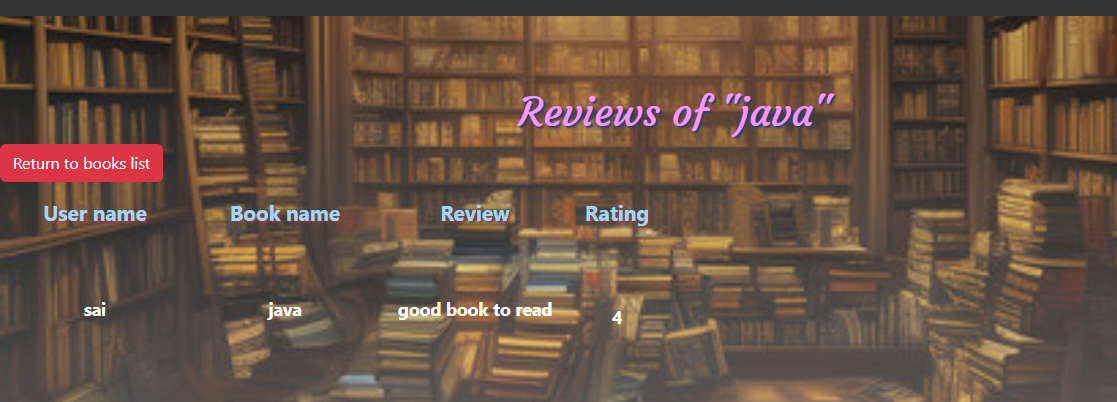 Reviews of "java"
Return to books list
User name Book name Review Rating
sai java good book to read 4